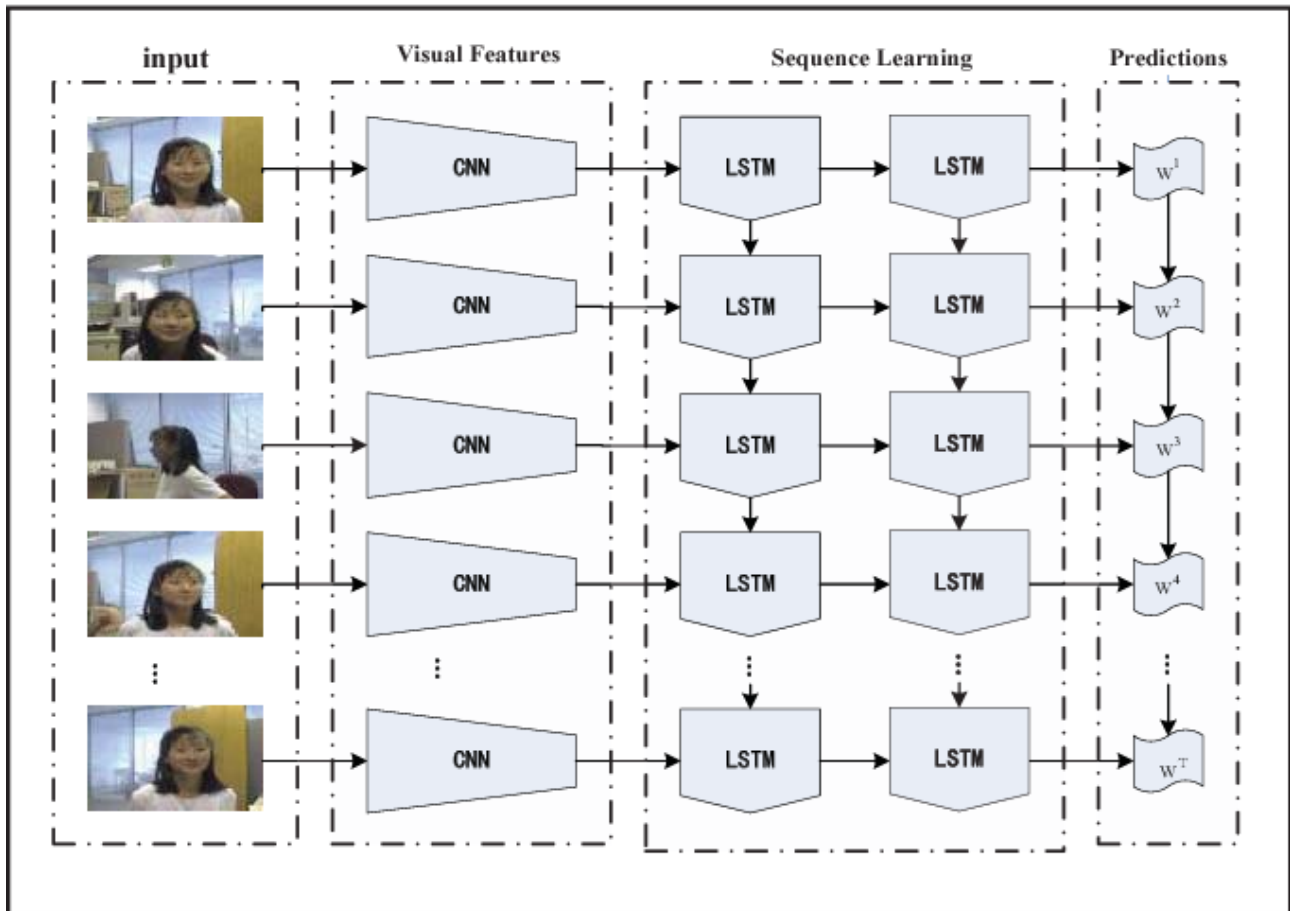 input Visual Features Sequence Learning Predictions
CNN LSTM LSTM W¹
CNN LSTM LSTM W²
CNN LSTM LSTM W³
CNN LSTM LSTM W⁴
⋮ ⋮ ⋮ ⋮ ⋮
CNN LSTM LSTM Wᵀ